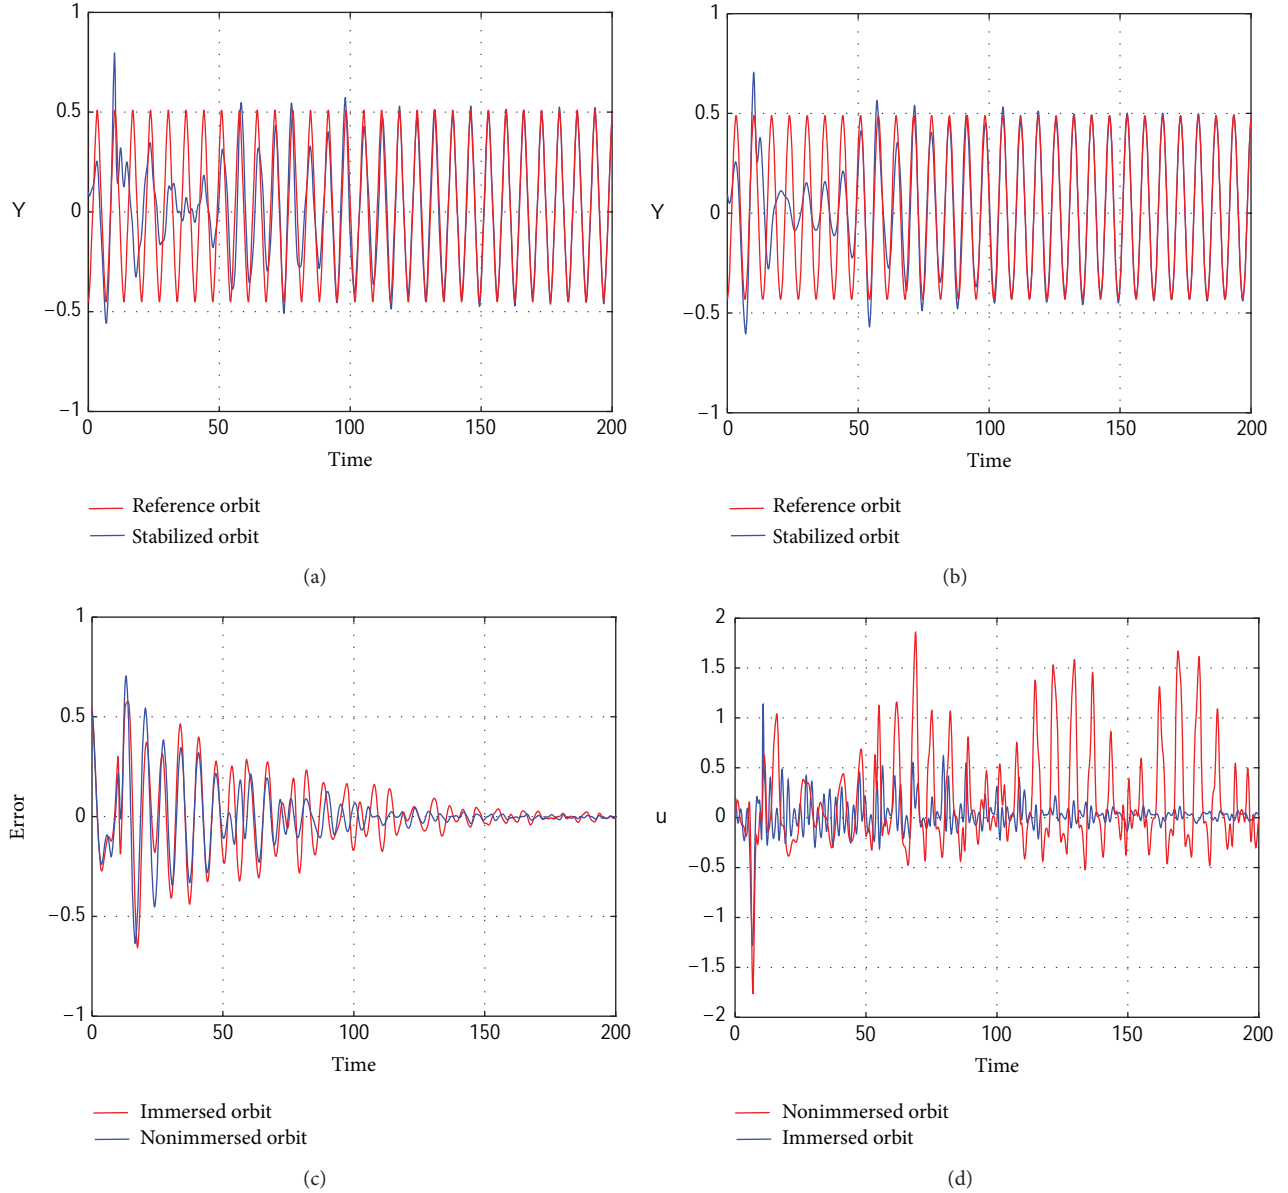 1
0.5
Y
0
−0.5
−1
0
50
100
150
200
Time
Reference orbit
Stabilized orbit
(a)
1
0.5
Y
0
−0.5
−1
0
50
100
150
200
Time
Reference orbit
Stabilized orbit
(b)
1
0.5
Error
0
−0.5
−1
0
50
100
150
200
Time
Immersed orbit
Nonimmersed orbit
(c)
2
1.5
1
0.5
u
0
−0.5
−1
−1.5
−2
0
50
100
150
200
Time
Nonimmersed orbit
Immersed orbit
(d)